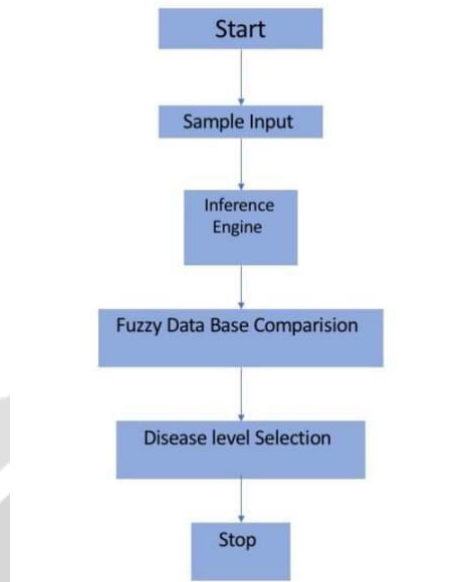 Start
Sample Input
Inference
Engine
Fuzzy Data Base Comparision
Disease level Selection
Stop